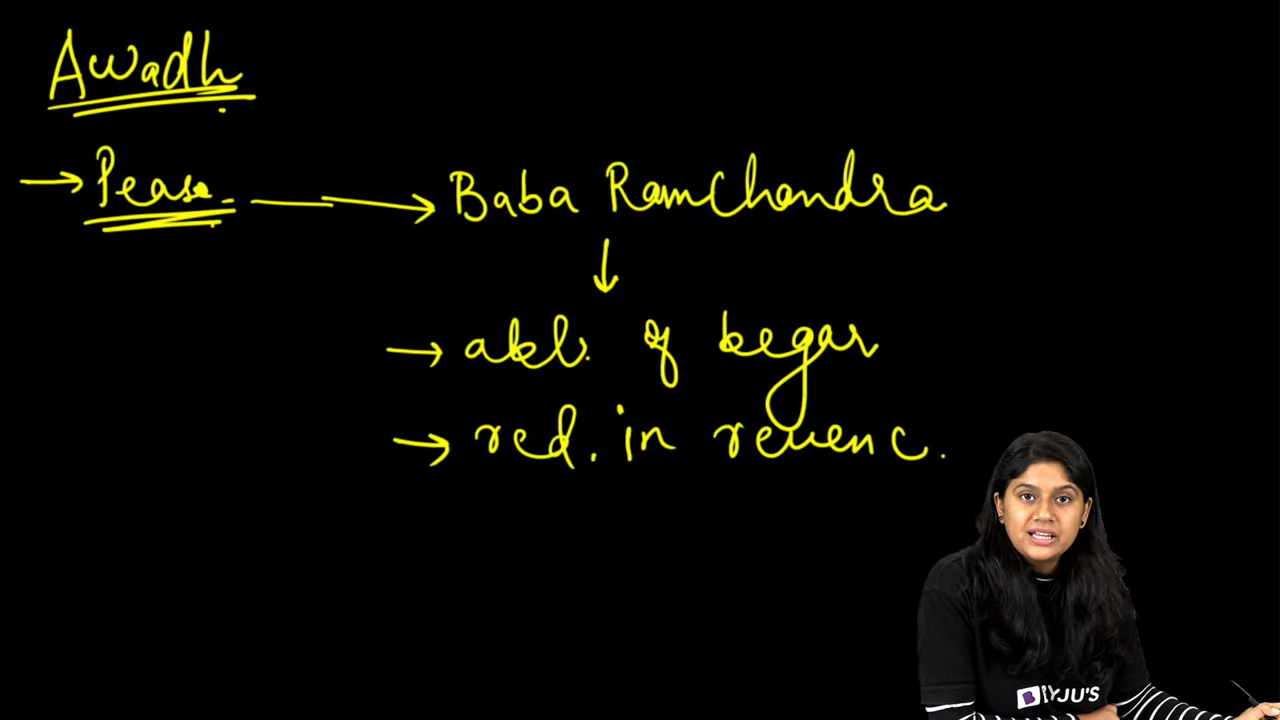 Awadh
→ Peas. → Baba Ramchandra
↓
→ abl. of begar
→ red. in revenc.
BYJU'S